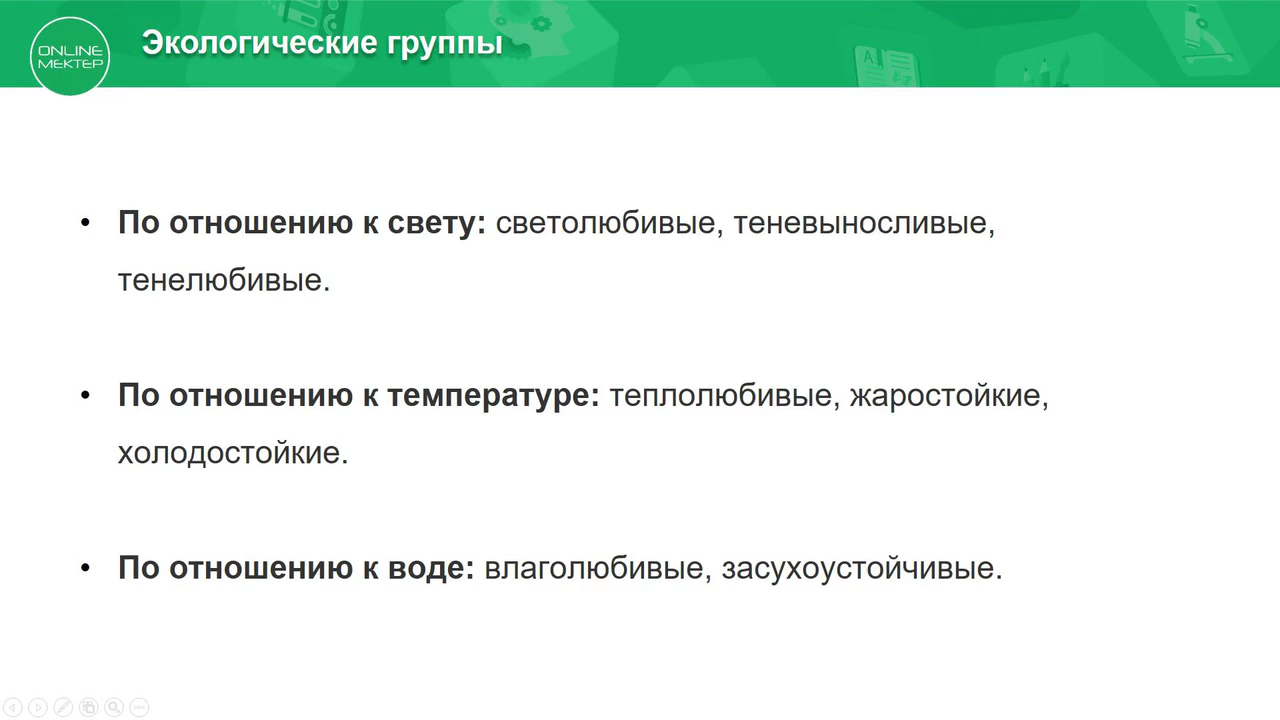 ONLINE
МЕКТЕР
Экологические группы
• По отношению к свету: светолюбивые, теневыносливые,
тенелюбивые.
• По отношению к температуре: теплолюбивые, жаростойкие,
холодостойкие.
• По отношению к воде: влаголюбивые, засухоустойчивые.